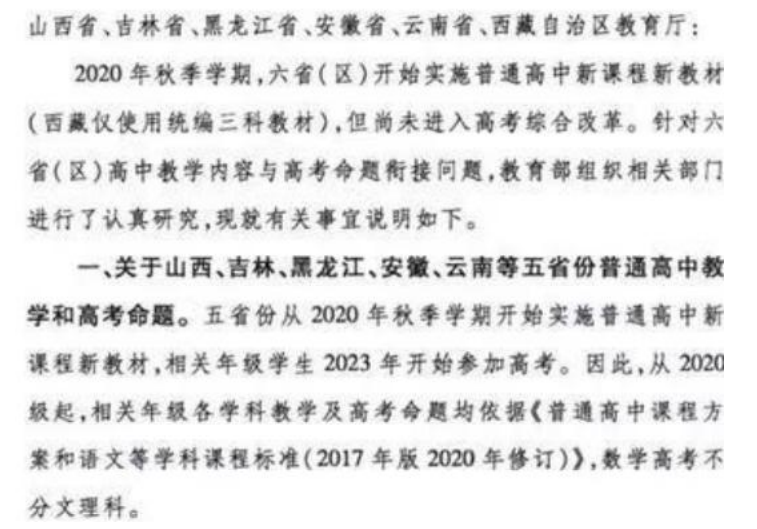 山西省、吉林省、黑龙江省、安徽省、云南省、西藏自治区教育厅：
2020 年秋季学期，六省（区）开始实施普通高中新课程新教材
（西藏仅使用统编三科教材），但尚未进入高考综合改革。针对六
省（区）高中教学内容与高考命题衔接问题，教育部组织相关部门
进行了认真研究，现就有关事宜说明如下。
一、关于山西、吉林、黑龙江、安徽、云南等五省份普通高中教
学和高考命题。五省份从 2020 年秋季学期开始实施普通高中新
课程新教材，相关年级学生 2023 年开始参加高考。因此，从 2020
级起，相关年级各学科教学及高考命题均依据《普通高中课程方
案和语文等学科课程标准（2017 年版 2020 年修订）》，数学高考不
分文理科。